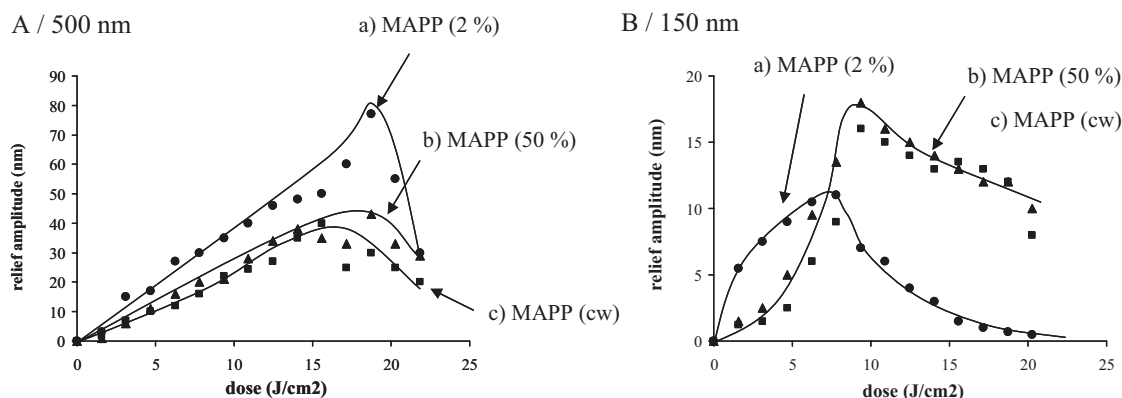 A / 500 nm
a) MAPP (2 %)
b) MAPP (50 %)
c) MAPP (cw)
relief amplitude (nm)
90
80
70
60
50
40
30
20
10
0
0 5 10 15 20 25
dose (J/cm2)
B / 150 nm
a) MAPP (2 %)
b) MAPP (50 %)
c) MAPP (cw)
relief amplitude (nm)
20
15
10
5
0
0 5 10 15 20 25
dose (J/cm2)